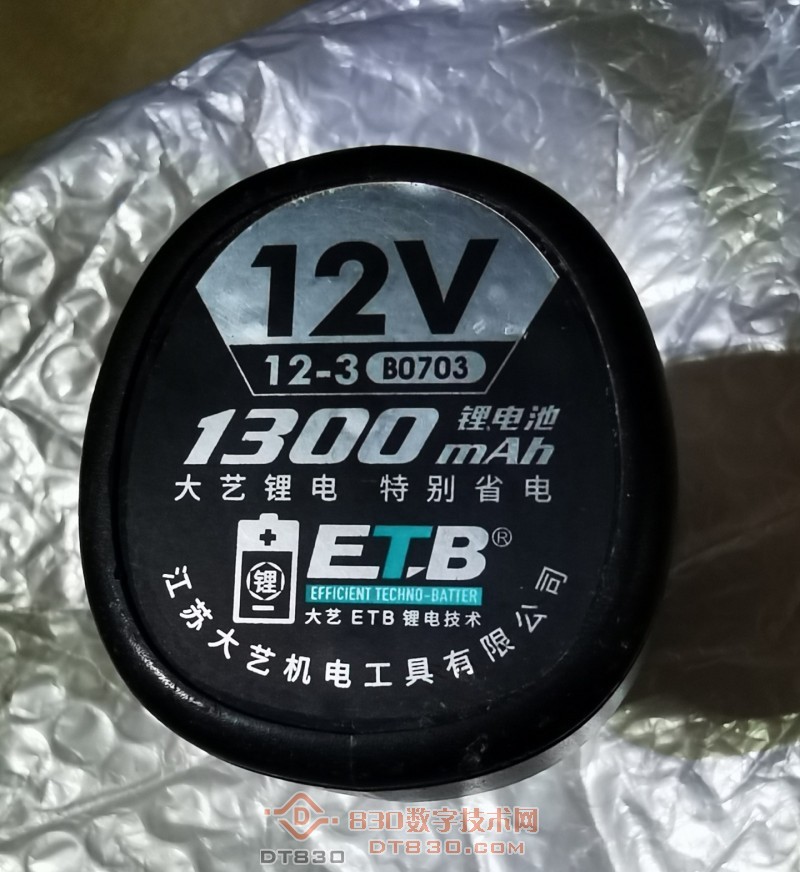 12V
12-3 B0703
1300 锂电池 mAh
大艺锂电 特别省电
+
锂
-
ETB®
EFFICIENT TECHNO-BATTER
大艺 ETB 锂电技术
江苏大艺机电工具有限公司
830数字技术网
DT830 DT830.com